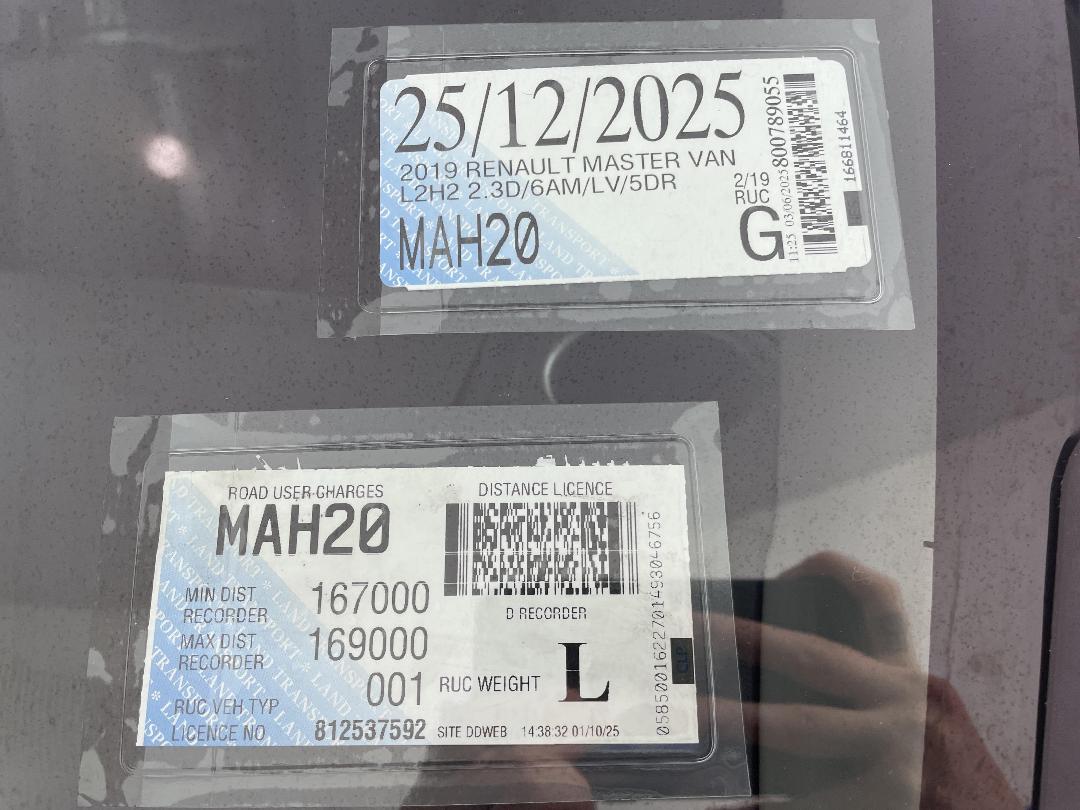 25/12/2025
2019 RENAULT MASTER VAN
L2H2 2.3D/6AM/LV/5DR
2/19
RUC
MAH20
G
11:25 03/06/2025 800789055
166811464
ROAD USER CHARGES
DISTANCE LICENCE
MAH20
MIN DIST
RECORDER
167000
D RECORDER
MAX DIST
RECORDER
169000
RUC VEH TYP
001
RUC WEIGHT
L
LICENCE NO
812537592
SITE DDWEB
14:38:32 01/10/25
CLP